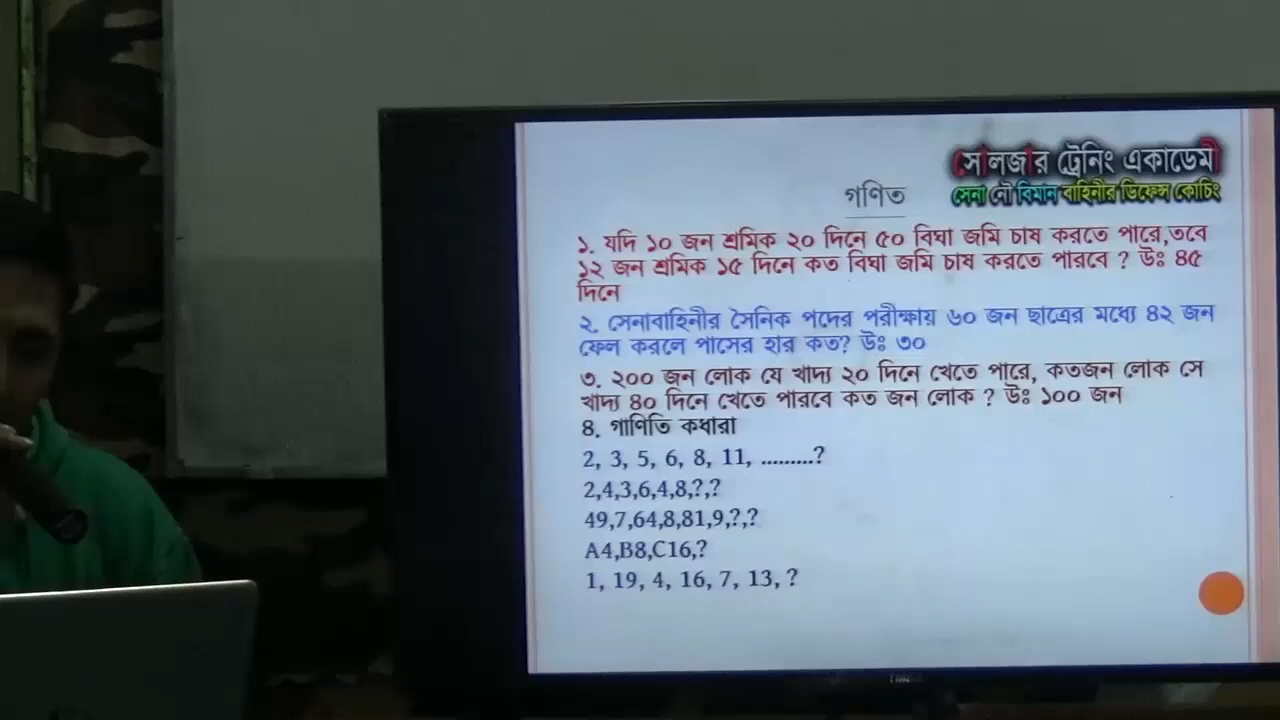 সোলজার ট্রেনিং একাডেমী
সেনা নৌ বিমান বাহিনীর ডিফেন্স কোচিং
গণিত
১. যদি ১০ জন শ্রমিক ২০ দিনে ৫০ বিঘা জমি চাষ করতে পারে,তবে
১২ জন শ্রমিক ১৫ দিনে কত বিঘা জমি চাষ করতে পারবে ? উঃ ৪৫
দিনে
২. সেনাবাহিনীর সৈনিক পদের পরীক্ষায় ৬০ জন ছাত্রের মধ্যে ৪২ জন
ফেল করলে পাসের হার কত? উঃ ৩০
৩. ২০০ জন লোক যে খাদ্য ২০ দিনে খেতে পারে, কতজন লোক সে
খাদ্য ৪০ দিনে খেতে পারবে কত জন লোক ? উঃ ১০০ জন
৪. গাণিতি কধারা
2, 3, 5, 6, 8, 11, .........?
2,4,3,6,4,8,?,?
49,7,64,8,81,9,?,?
A4,B8,C16,?
1, 19, 4, 16, 7, 13, ?